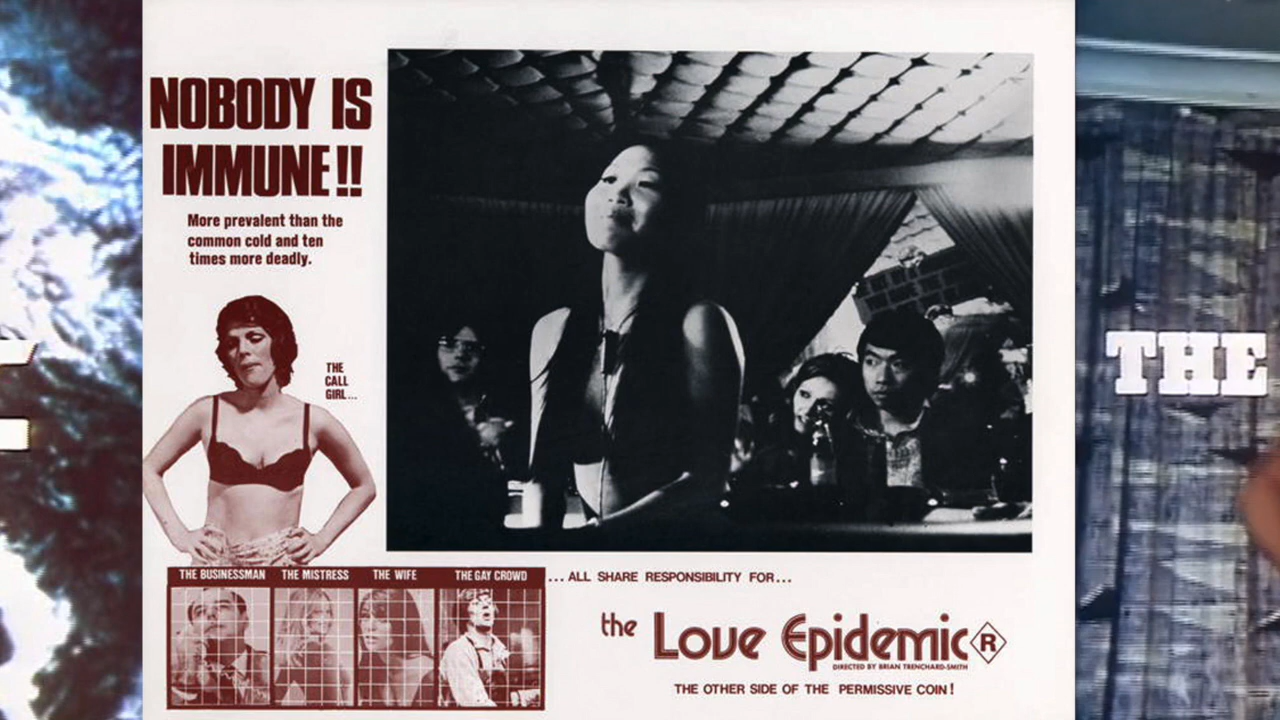 NOBODY IS
IMMUNE!!
More prevalent than the
common cold and ten
times more deadly.
THE
CALL
GIRL...
THE BUSINESSMAN
THE MISTRESS
THE WIFE
THE GAY CROWD
...ALL SHARE RESPONSIBILITY FOR...
the Love Epidemic R
DIRECTED BY BRIAN TRENCHARD-SMITH
THE OTHER SIDE OF THE PERMISSIVE COIN!
THE